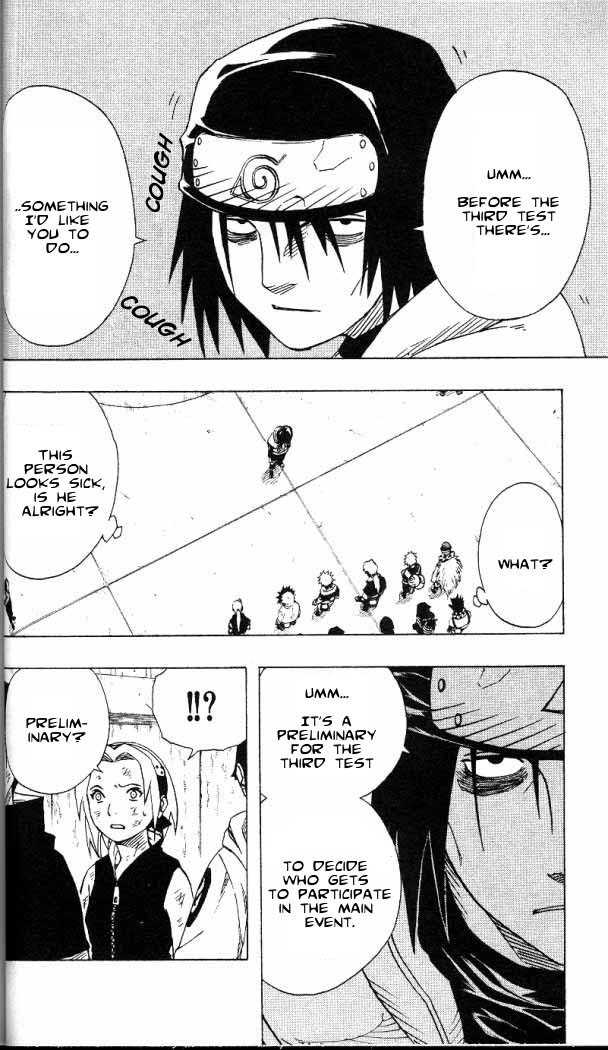 UMM...
BEFORE THE
THIRD TEST
THERE'S...
COUGH
..SOMETHING
I'D LIKE
YOU TO
DO...
COUGH
WHAT?
THIS
PERSON
LOOKS SICK,
IS HE
ALRIGHT?
UMM...
IT'S A
PRELIMINARY
FOR THE
THIRD TEST
TO DECIDE
WHO GETS
TO PARTICIPATE
IN THE MAIN
EVENT.
!!?
PRELIM-
INARY?